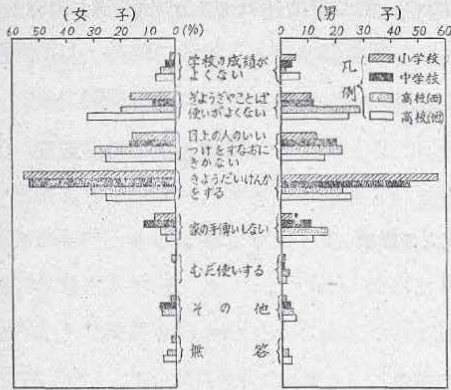 (女子)
(男子)
60 50 40 30 20 10 0 (%)
0 10 20 30 40 50 60
凡例
小学校
中学校
高校(田)
高校(個)
学校の成績が
よくない
ぎょうぎやことば
使いがよくない
目上の人のいい
つけをすなおに
きかない
きょうだいけんか
をする
家の手伝いしない
むだ使いする
その他
無答